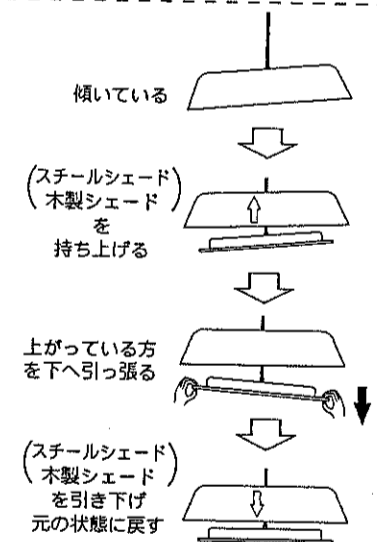 傾いている
(スチールシェード
木製シェード)
を
持ち上げる
上がっている方
を下へ引っ張る
(スチールシェード
木製シェード)
を引き下げ
元の状態に戻す